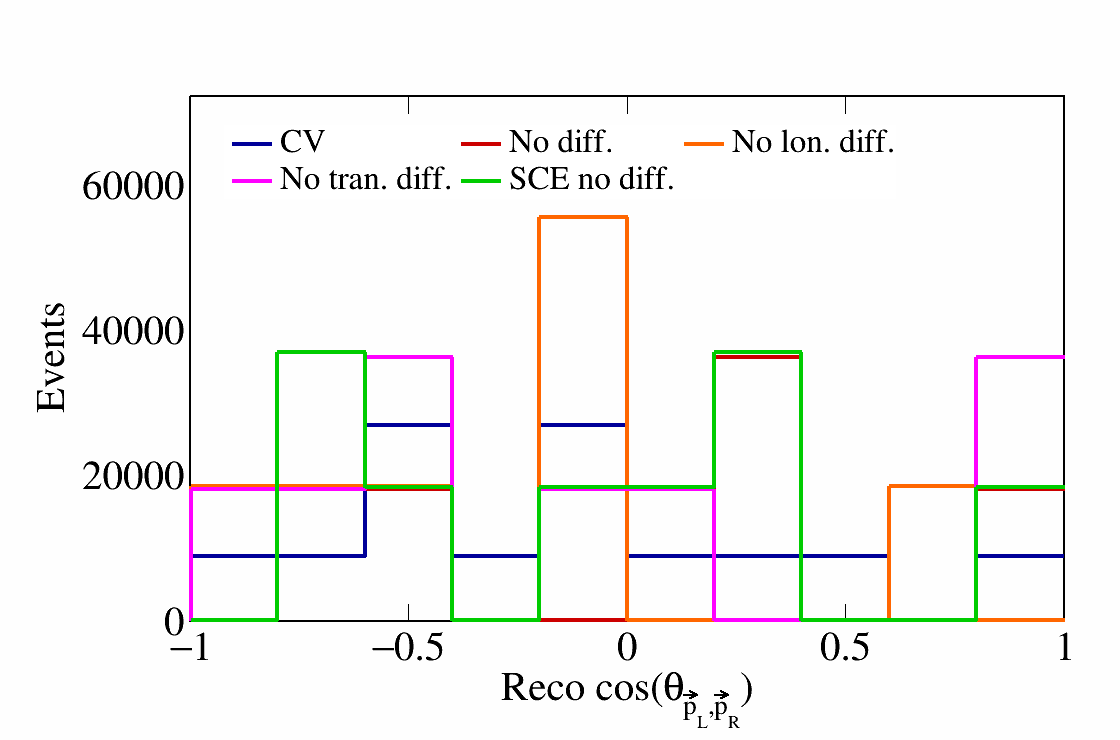 CV No diff. No lon. diff.
No tran. diff. SCE no diff.
60000
40000
20000
0
Events
−1 −0.5 0 0.5 1
Reco cos(θp⃗L,p⃗R)